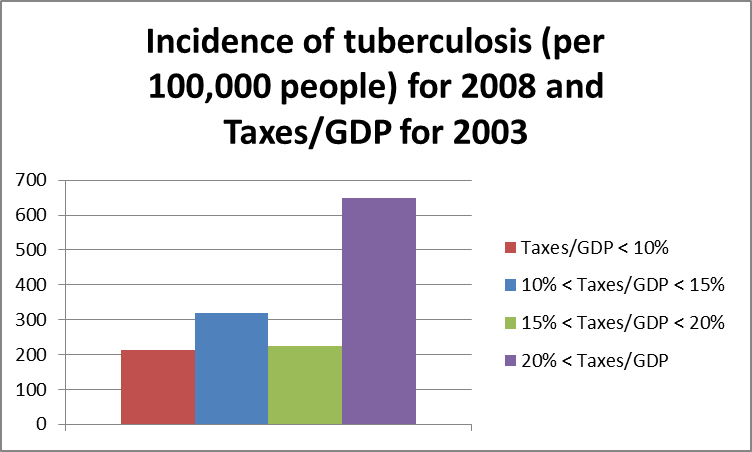 Incidence of tuberculosis (per
100,000 people) for 2008 and
Taxes/GDP for 2003
700
600
500
400
300
200
100
0
Taxes/GDP < 10%
10% < Taxes/GDP < 15%
15% < Taxes/GDP < 20%
20% < Taxes/GDP